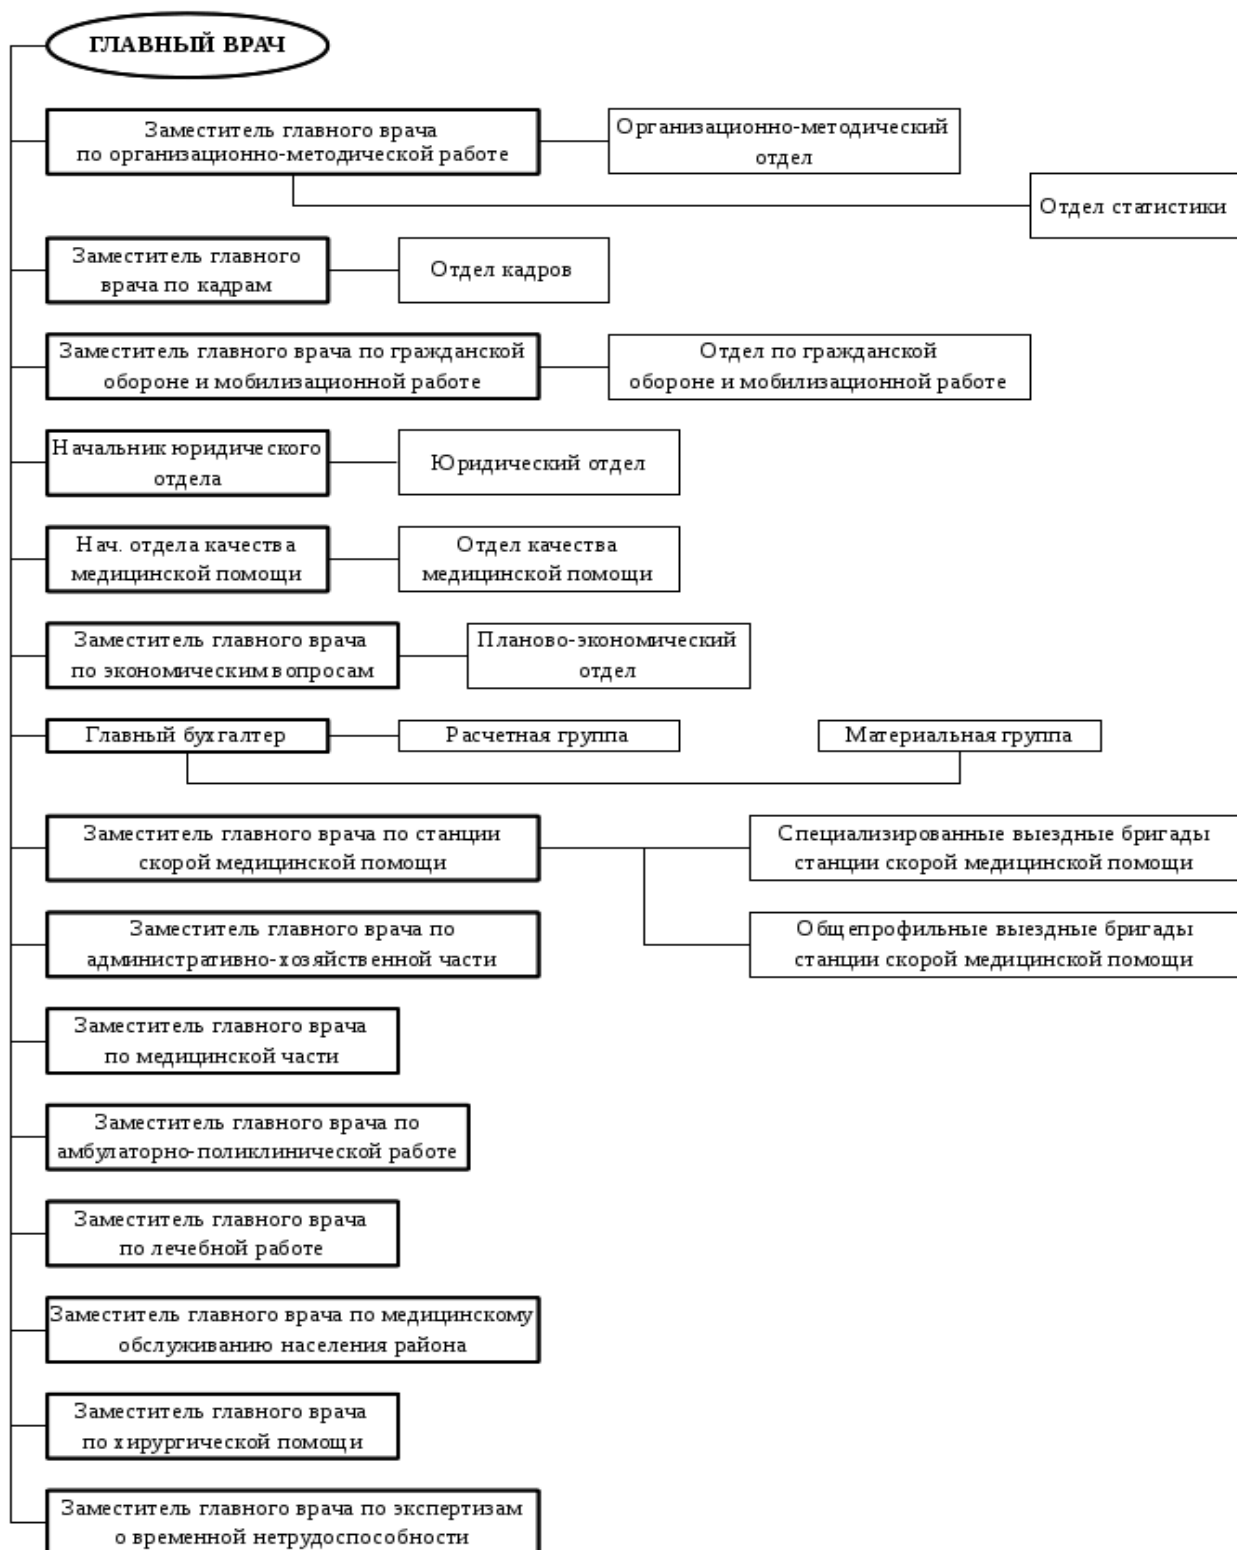 ГЛАВНЫЙ ВРАЧ
Заместитель главного врача
по организационно-методической работе
Организационно-методический
отдел
Отдел статистики
Заместитель главного
врача по кадрам
Отдел кадров
Заместитель главного врача по гражданской
обороне и мобилизационной работе
Отдел по гражданской
обороне и мобилизационной работе
Начальник юридического
отдела
Юридический отдел
Нач. отдела качества
медицинской помощи
Отдел качества
медицинской помощи
Заместитель главного врача
по экономическим вопросам
Планово-экономический
отдел
Главный бухгалтер
Расчетная группа
Материальная группа
Заместитель главного врача по станции
скорой медицинской помощи
Специализированные выездные бригады
станции скорой медицинской помощи
Заместитель главного врача по
административно-хозяйственной части
Общепрофильные выездные бригады
станции скорой медицинской помощи
Заместитель главного врача
по медицинской части
Заместитель главного врача по
амбулаторно-поликлинической работе
Заместитель главного врача
по лечебной работе
Заместитель главного врача по медицинскому
обслуживанию населения района
Заместитель главного врача
по хирургической помощи
Заместитель главного врача по экспертизам
о временной нетрудоспособности